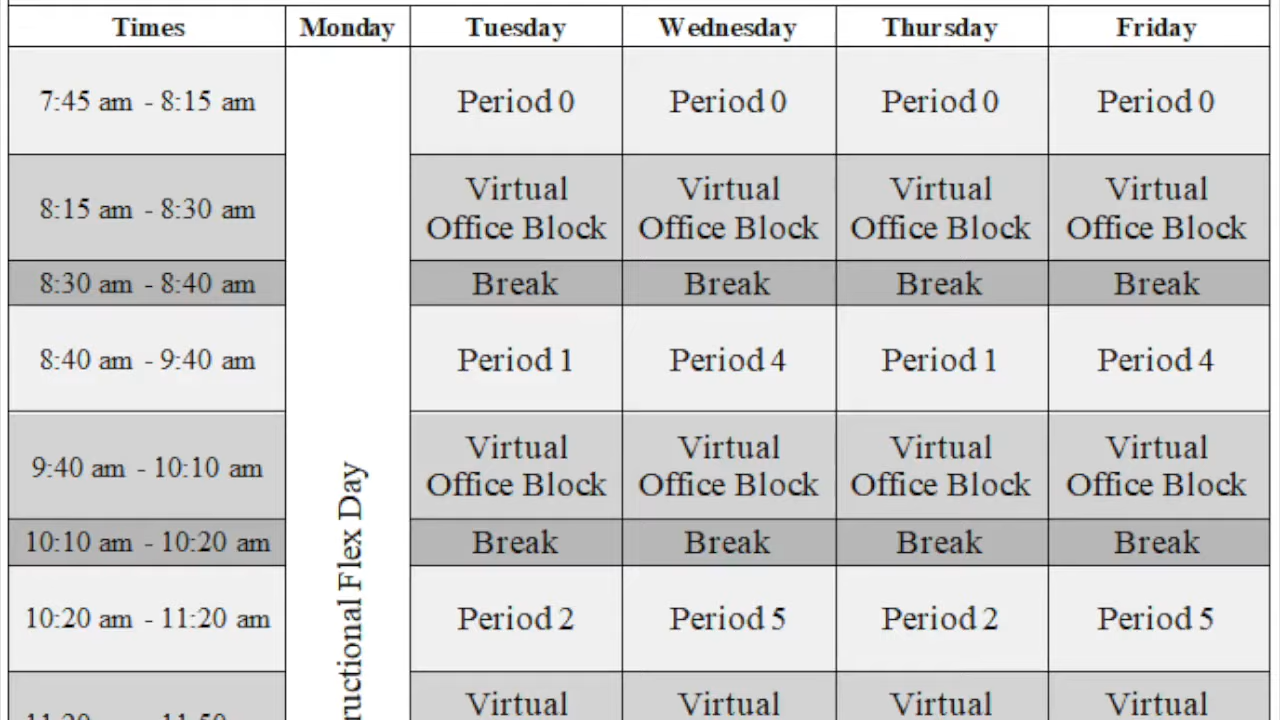 Times Monday Tuesday Wednesday Thursday Friday
7:45 am - 8:15 am Period 0 Period 0 Period 0 Period 0
Virtual Virtual Virtual Virtual
8:15 am - 8:30 am
Office Block Office Block Office Block Office Block
8:30 am - 8:40 am Break Break Break Break
8:40 am - 9:40 am Period 1 Period 4 Period 1 Period 4
Virtual Virtual Virtual Virtual
9:40 am - 10:10 am
Office Block Office Block Office Block Office Block
10:10 am - 10:20 am Break Break Break Break
Flex Day
10:20 am - 11:20 am Period 2 Period 5 Period 2 Period 5
Virtual Virtual Virtual Virtual